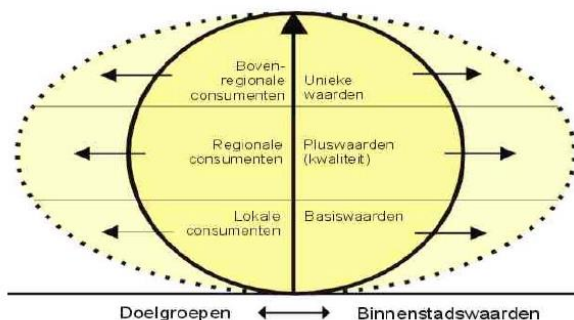 Boven-
regionale
consumenten
Unieke
waarden
Regionale
consumenten
Pluswaarden
(kwaliteit)
Lokale
consumenten
Basiswaarden
Doelgroepen
Binnenstadswaarden